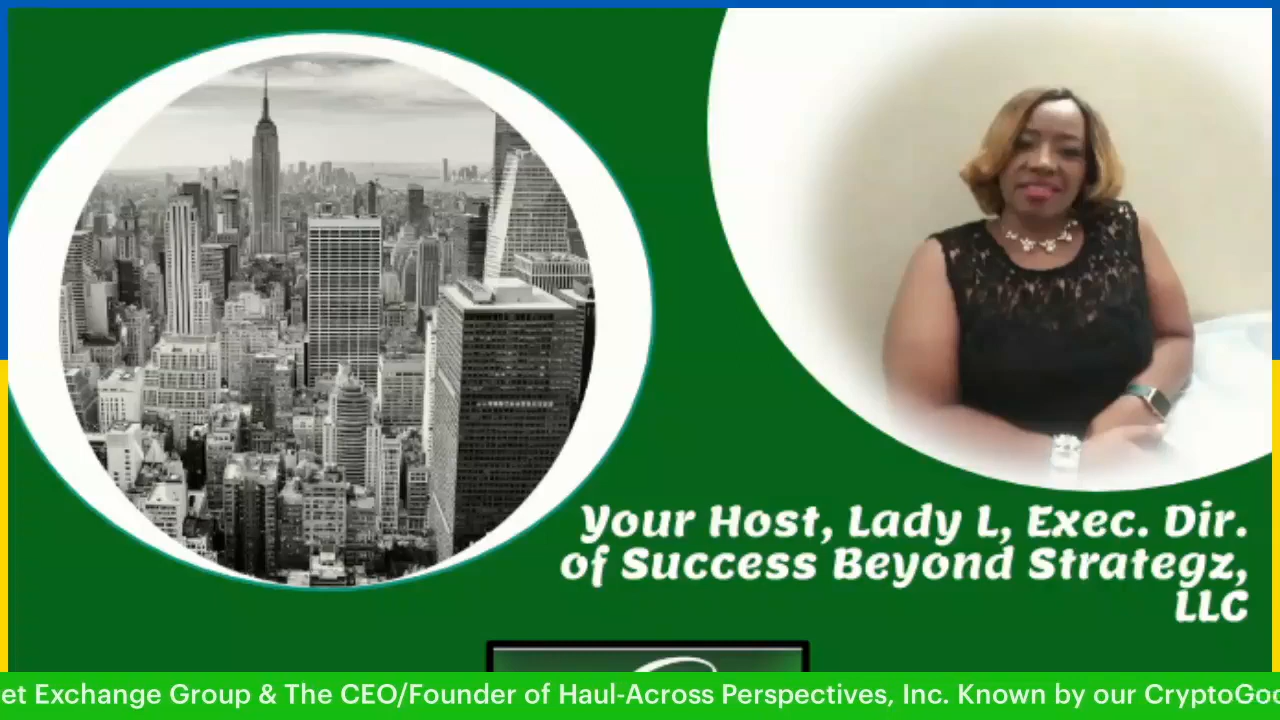 Your Host, Lady L, Exec. Dir.
of Success Beyond Strategz,
LLC
et Exchange Group & The CEO/Founder of Haul-Across Perspectives, Inc. Known by our CryptoGoo